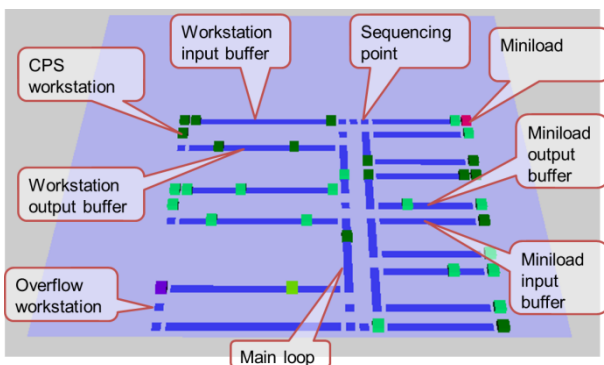 Workstation
input buffer
Sequencing
point
Miniload
CPS
workstation
Miniload
output
buffer
Workstation
output buffer
Miniload
input
buffer
Overflow
workstation
Main loop